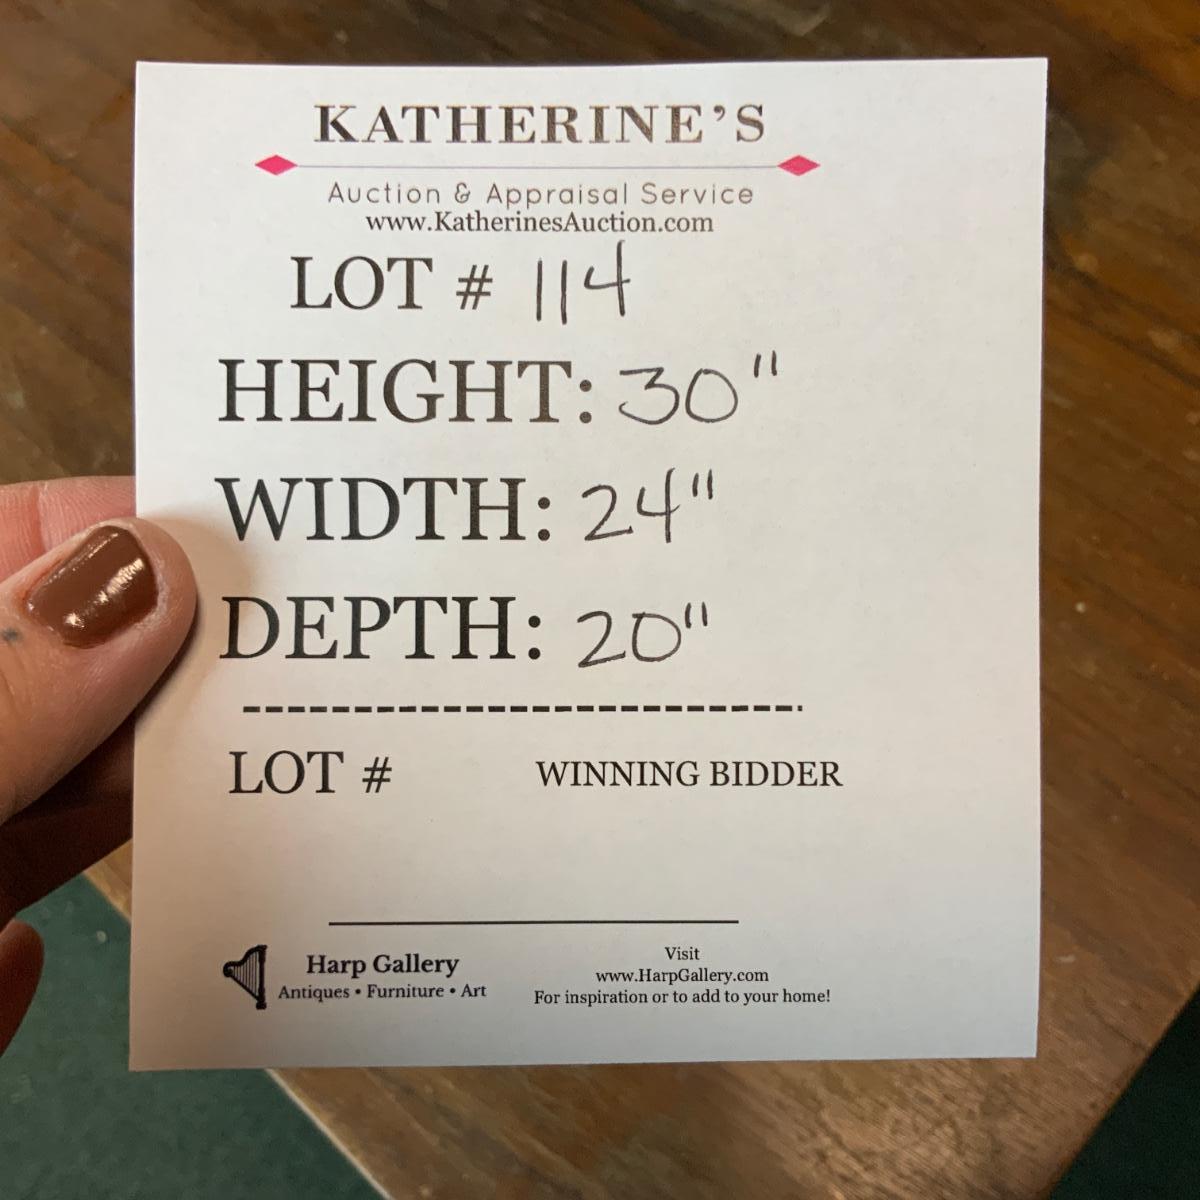 KATHERINE'S
Auction & Appraisal Service
www.KatherinesAuction.com
LOT # 114
HEIGHT: 30"
WIDTH: 24"
DEPTH: 20"
LOT # WINNING BIDDER
Harp Gallery
Antiques • Furniture • Art
Visit
www.HarpGallery.com
For inspiration or to add to your home!